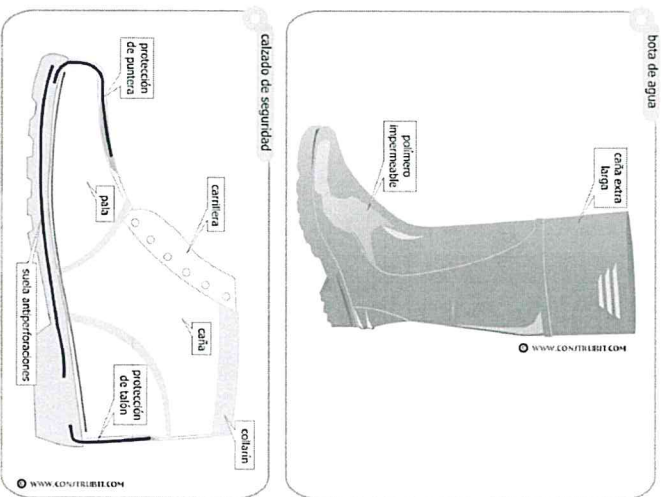 calzado de seguridad
protección
de puntera
pala
carrillera
caña
suela antiperforaciones
protección
de talón
collarín
WWW.CONSTRUBIT.COM
bota de agua
caña extra
larga
polímero
impermeable
WWW.CONSTRUBIT.COM